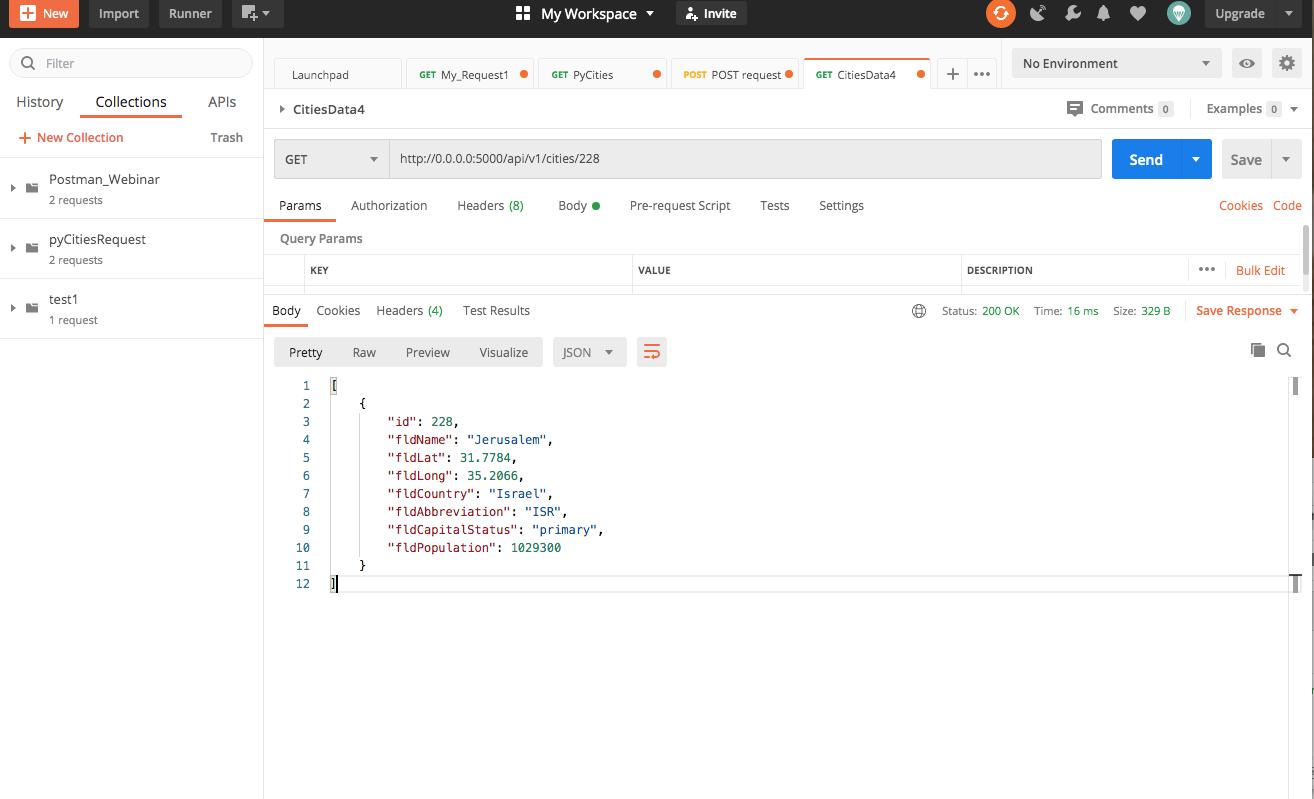 New Import Runner My Workspace Invite Upgrade
Filter
History Collections APIs
+ New Collection Trash
Postman_Webinar
2 requests
pyCitiesRequest
2 requests
test1
1 request
Launchpad GET My_Request1 GET PyCities POST POST request GET CitiesData4 + ••• No Environment
CitiesData4 Comments 0 Examples 0
GET http://0.0.0.0:5000/api/v1/cities/228 Send Save
Params Authorization Headers (8) Body Pre-request Script Tests Settings Cookies Code
Query Params
KEY VALUE DESCRIPTION ••• Bulk Edit
Body Cookies Headers (4) Test Results Status: 200 OK Time: 16 ms Size: 329 B Save Response
Pretty Raw Preview Visualize JSON
1 [
2 {
3 "id": 228,
4 "fldName": "Jerusalem",
5 "fldLat": 31.7784,
6 "fldLong": 35.2066,
7 "fldCountry": "Israel",
8 "fldAbbreviation": "ISR",
9 "fldCapitalStatus": "primary",
10 "fldPopulation": 1029300
11 }
12 ]